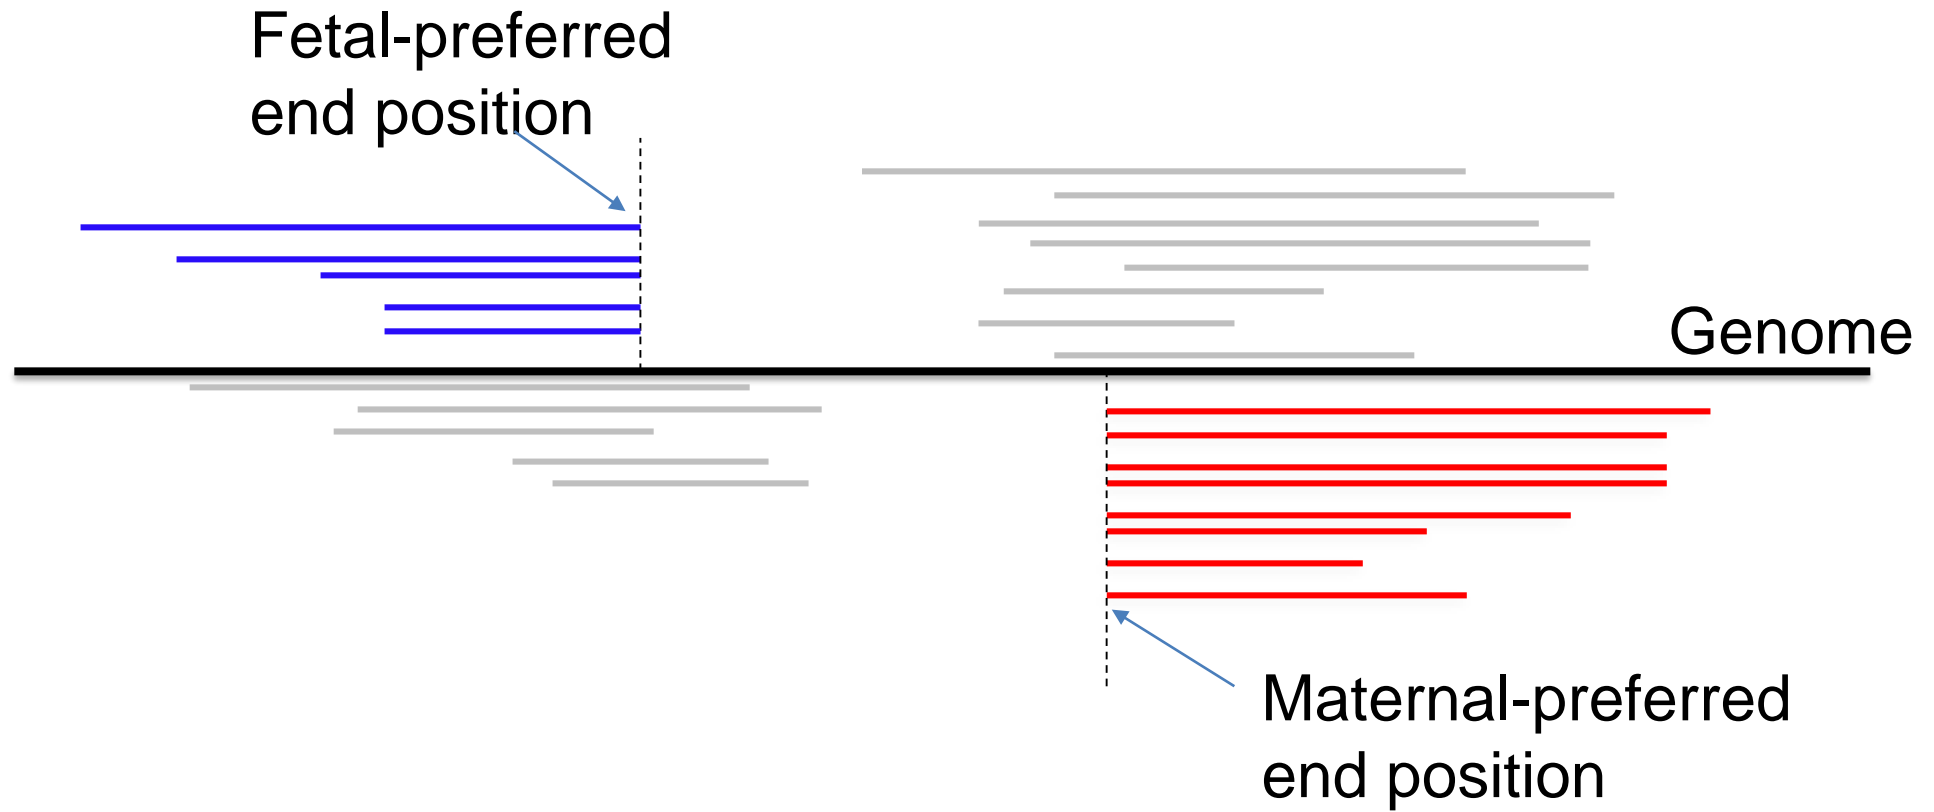 Fetal-preferred
end position
Genome
Maternal-preferred
end position